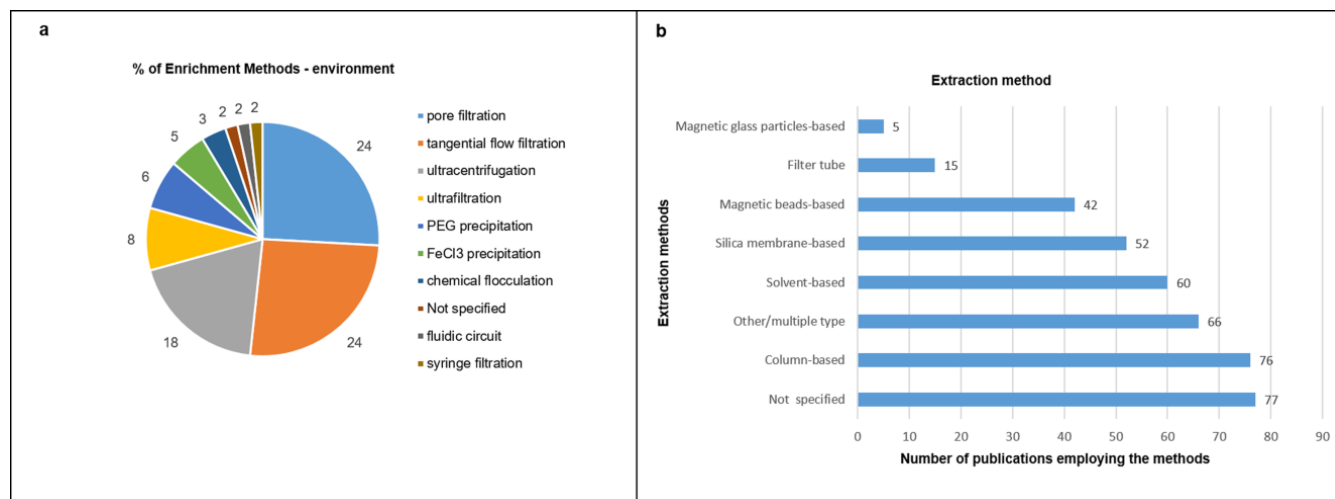 a
% of Enrichment Methods - environment
2
2
2
3
5
6
8
18
24
24
pore filtration
tangential flow filtration
ultracentrifugation
ultrafiltration
PEG precipitation
FeCl3 precipitation
chemical flocculation
Not specified
fluidic circuit
syringe filtration
b
Extraction method
Extraction methods
Magnetic glass particles-based 5
Filter tube 15
Magnetic beads-based 42
Silica membrane-based 52
Solvent-based 60
Other/multiple type 66
Column-based 76
Not specified 77
0 10 20 30 40 50 60 70 80 90
Number of publications employing the methods